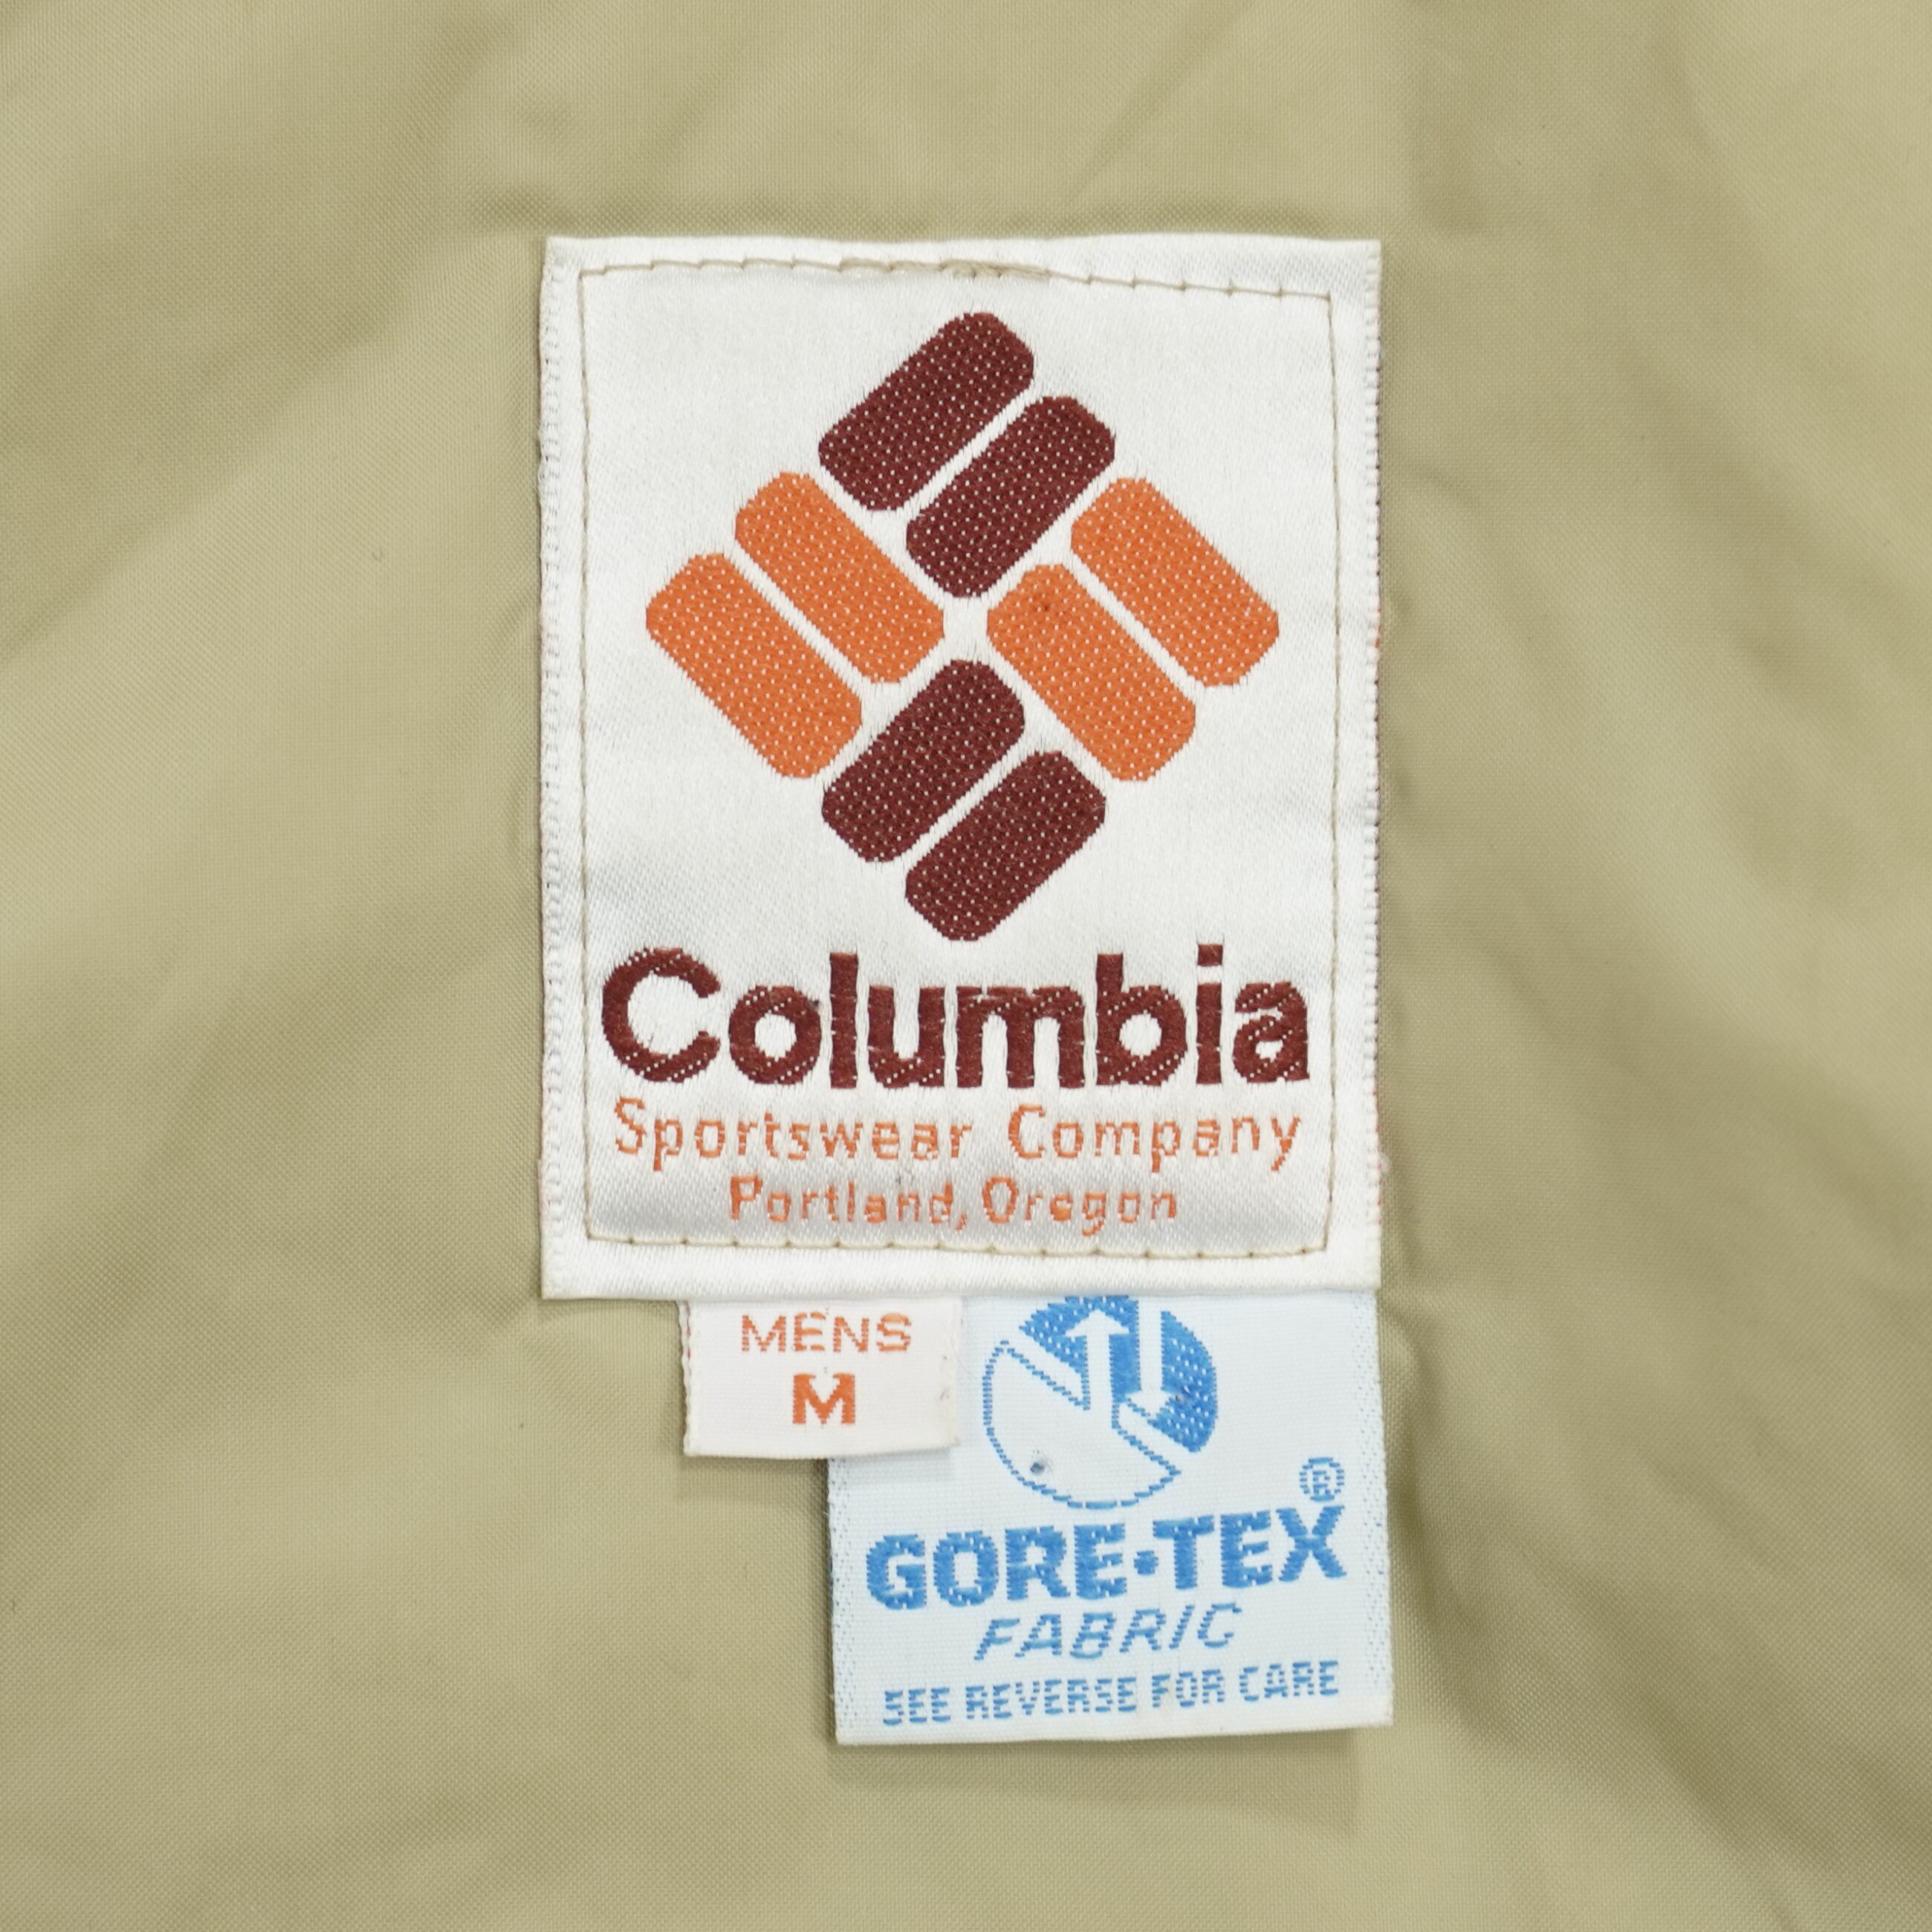 Columbia
Sportswear Company
Portland, Oregon
MENS
M
GORE·TEX®
FABRIC
SEE REVERSE FOR CARE